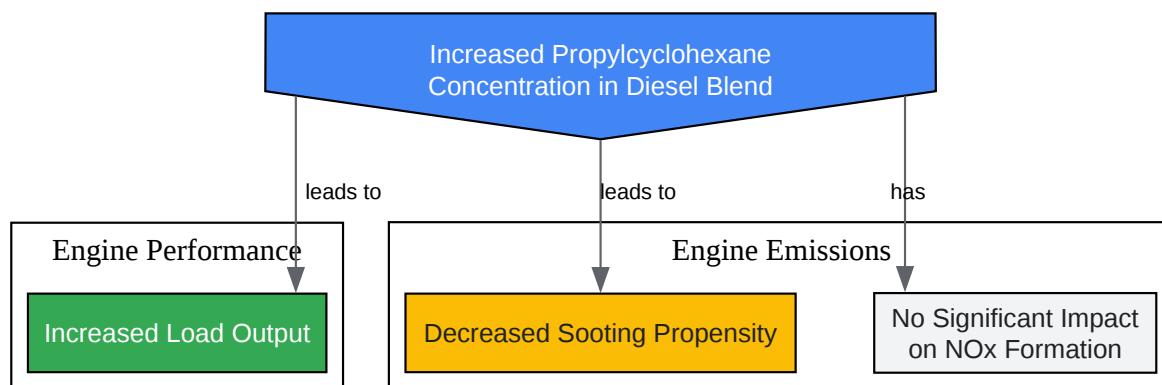 Increased Propylcyclohexane
Concentration in Diesel Blend
leads to
leads to
has
Engine Performance
Engine Emissions
Increased Load Output
Decreased Sooting Propensity
No Significant Impact
on NOx Formation